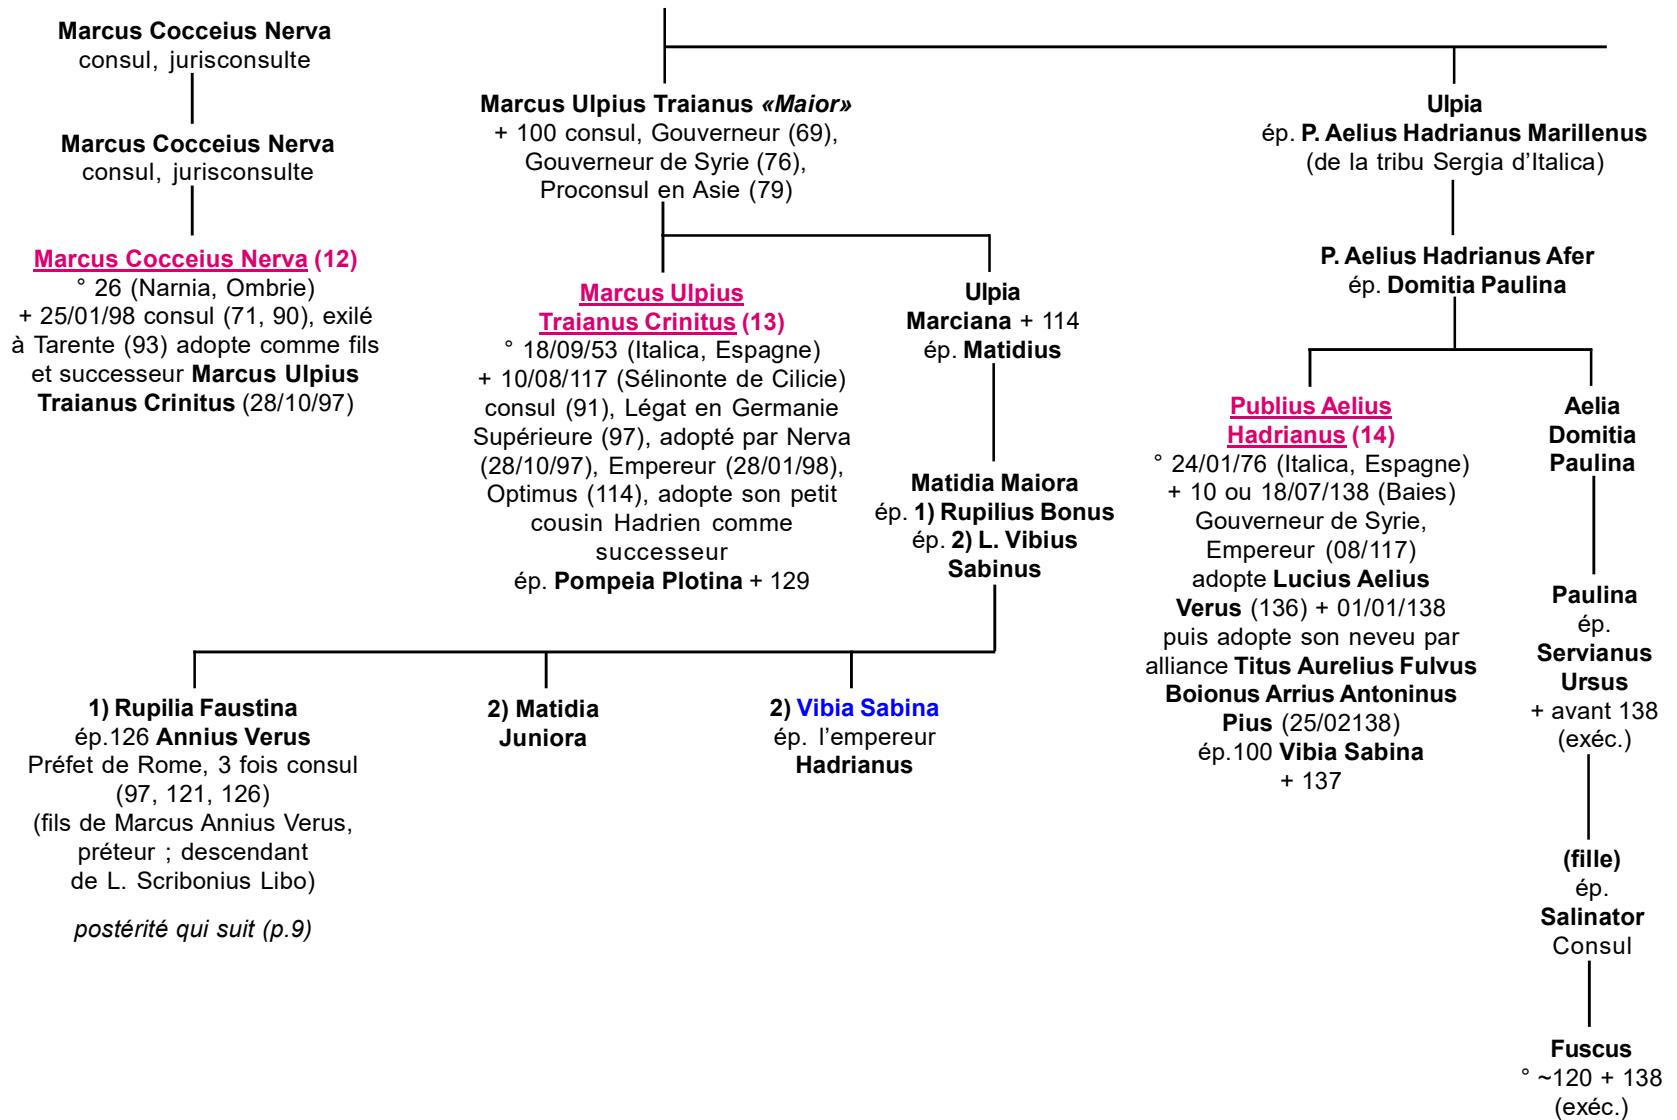 Marcus Cocceius Nerva
consul, jurisconsulte
Marcus Cocceius Nerva
consul, jurisconsulte
Marcus Cocceius Nerva (12)
° 26 (Narnia, Ombrie)
+ 25/01/98 consul (71, 90), exilé
à Tarente (93) adopte comme fils
et successeur Marcus Ulpius
Traianus Crinitus (28/10/97)
Marcus Ulpius Traianus «Maior»
+ 100 consul, Gouverneur (69),
Gouverneur de Syrie (76),
Proconsul en Asie (79)
Marcus Ulpius
Traianus Crinitus (13)
° 18/09/53 (Italica, Espagne)
+ 10/08/117 (Sélinonte de Cilicie)
consul (91), Légat en Germanie
Supérieure (97), adopté par Nerva
(28/10/97), Empereur (28/01/98),
Optimus (114), adopte son petit
cousin Hadrien comme
successeur
ép. Pompeia Plotina + 129
Ulpia
Marciana + 114
ép. Matidius
Matidia Maiora
ép. 1) Rupilius Bonus
ép. 2) L. Vibius
Sabinus
1) Rupilia Faustina
ép.126 Annius Verus
Préfet de Rome, 3 fois consul
(97, 121, 126)
(fils de Marcus Annius Verus,
préteur ; descendant
de L. Scribonius Libo)
postérité qui suit (p.9)
2) Matidia
Juniora
2) Vibia Sabina
ép. l'empereur
Hadrianus
Ulpia
ép. P. Aelius Hadrianus Marillenus
(de la tribu Sergia d'Italica)
P. Aelius Hadrianus Afer
ép. Domitia Paulina
Publius Aelius
Hadrianus (14)
° 24/01/76 (Italica, Espagne)
+ 10 ou 18/07/138 (Baies)
Gouverneur de Syrie,
Empereur (08/117)
adopte Lucius Aelius
Verus (136) + 01/01/138
puis adopte son neveu par
alliance Titus Aurelius Fulvus
Boionus Arrius Antoninus
Pius (25/02138)
ép.100 Vibia Sabina
+ 137
Aelia
Domitia
Paulina
Paulina
ép.
Servianus
Ursus
+ avant 138
(exéc.)
(fille)
ép.
Salinator
Consul
Fuscus
° ~120 + 138
(exéc.)